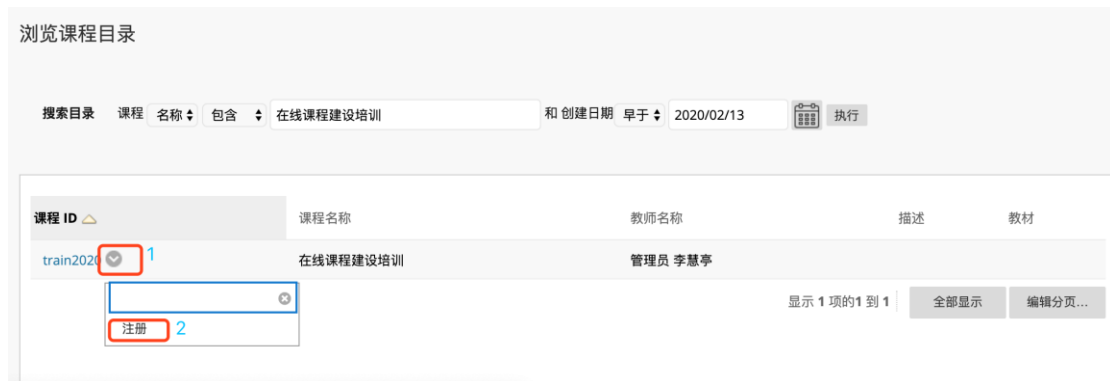 浏览课程目录
搜索目录 课程 名称 包含 在线课程建设培训 和 创建日期 早于 2020/02/13 执行
课程 ID 课程名称 教师名称 描述 教材
train2020 1 在线课程建设培训 管理员 李慧亭
显示 1 项的1 到 1 全部显示 编辑分页...
注册 2